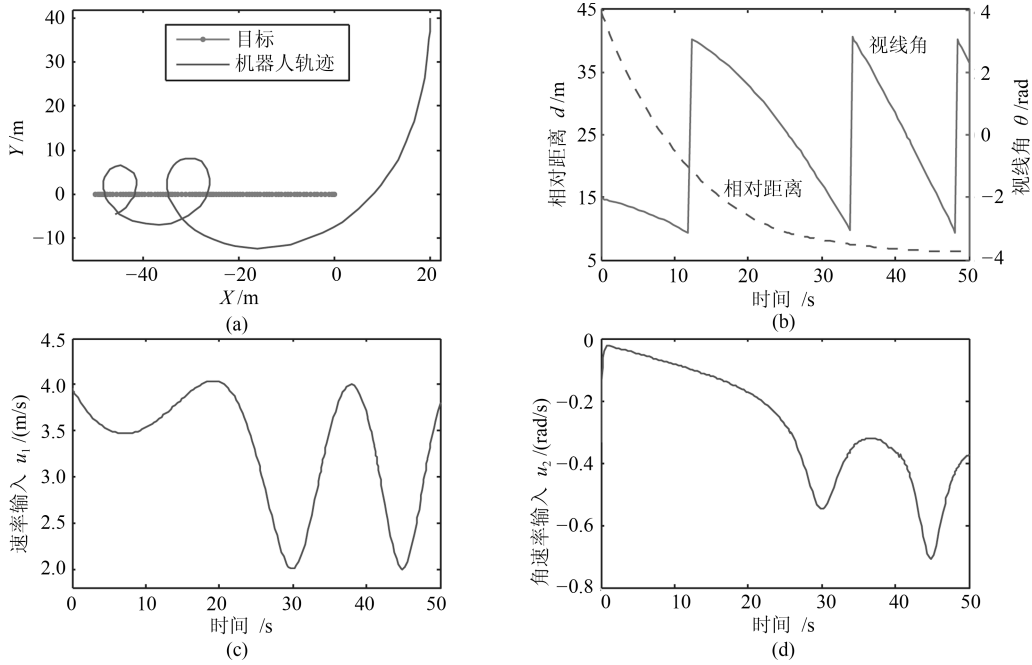 40
30
20
10
0
−10
Y/m
目标
机器人轨迹
−40
−20
0
20
X/m
(a)
45
35
25
15
5
相对距离 d/m
视线角
相对距离
4
2
0
−2
−4
视线角 θ/rad
0
10
20
30
40
50
时间 /s
(b)
4.5
4.0
3.5
3.0
2.5
2.0
速率输入 u₁/(m/s)
0
10
20
30
40
50
时间 /s
(c)
0
−0.2
−0.4
−0.6
−0.8
角速率输入 u₂/(rad/s)
0
10
20
30
40
50
时间 /s
(d)